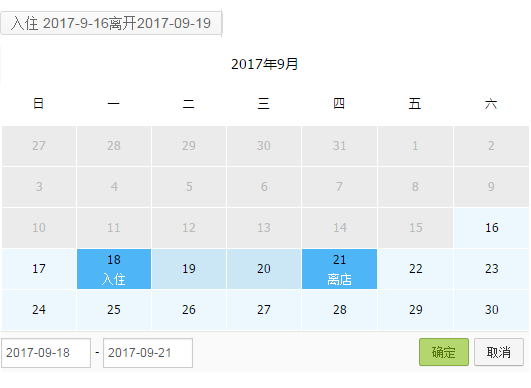 入住 2017-9-16离开2017-09-19
2017年9月
日 一 二 三 四 五 六
27 28 29 30 31 1 2
3 4 5 6 7 8 9
10 11 12 13 14 15 16
17 18 19 20 21 22 23
入住 离店
24 25 26 27 28 29 30
2017-09-18 - 2017-09-21 确定 取消